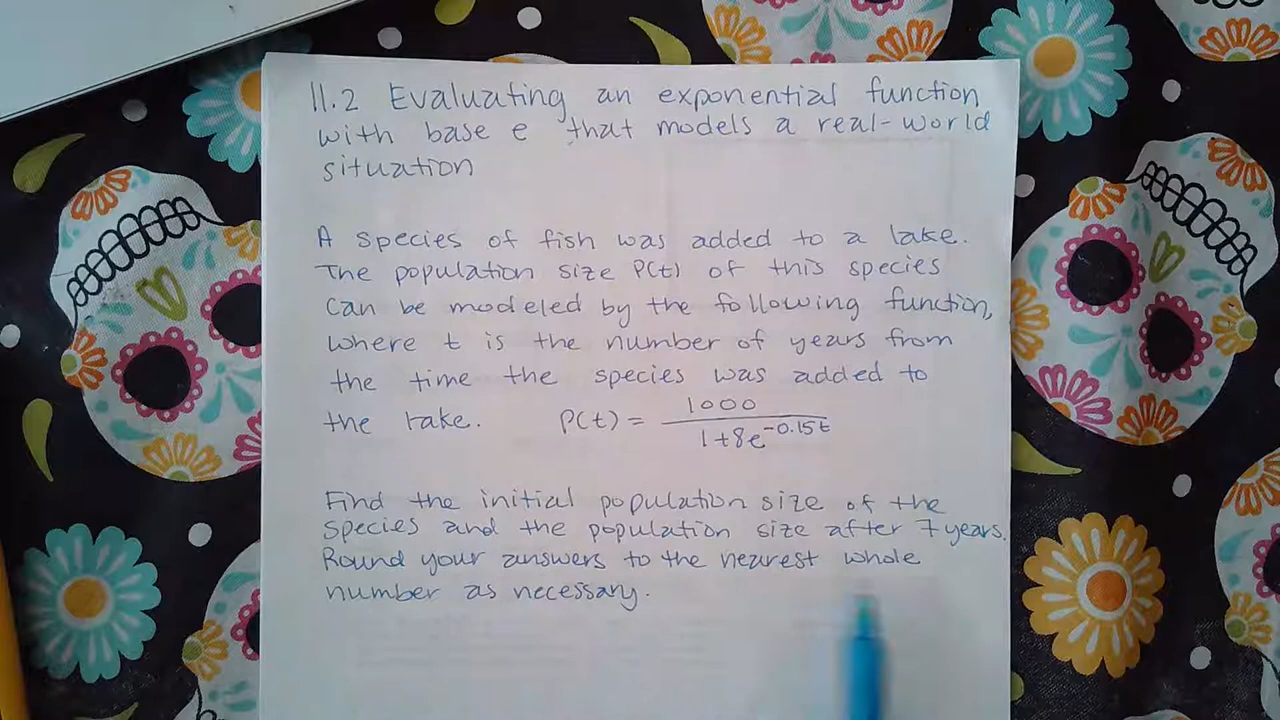 11.2 Evaluating an exponential function
with base e that models a real-world
situation
A species of fish was added to a lake.
The population size P(t) of this species
can be modeled by the following function,
where t is the number of years from
the time the species was added to
the lake. P(t) = 1000 / 1+8e^-0.15t
Find the initial population size of the
species and the population size after 7 years.
Round your answers to the nearest whole
number as necessary.